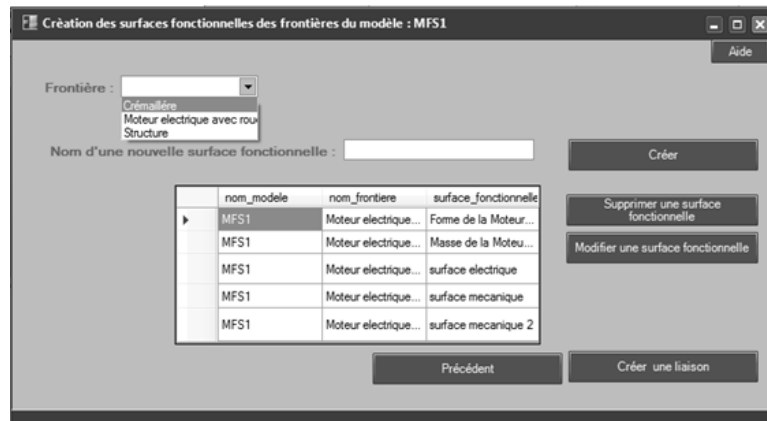 Crèation des surfaces fonctionnelles des frontières du modèle : MFS1
Aide
Frontière :
Crémaillére
Moteur electrique avec rou
Structure
Nom d'une nouvelle surface fonctionnelle :
Créer
nom_modele nom_frontiere surface_fonctionnelle
MFS1 Moteur electrique... Forme de la Moteur...
MFS1 Moteur electrique... Masse de la Moteu...
MFS1 Moteur electrique... surface electrique
MFS1 Moteur electrique... surface mecanique
MFS1 Moteur electrique... surface mecanique 2
Supprimer une surface
fonctionnelle
Modifier une surface fonctionnelle
Précédent
Créer une liaison